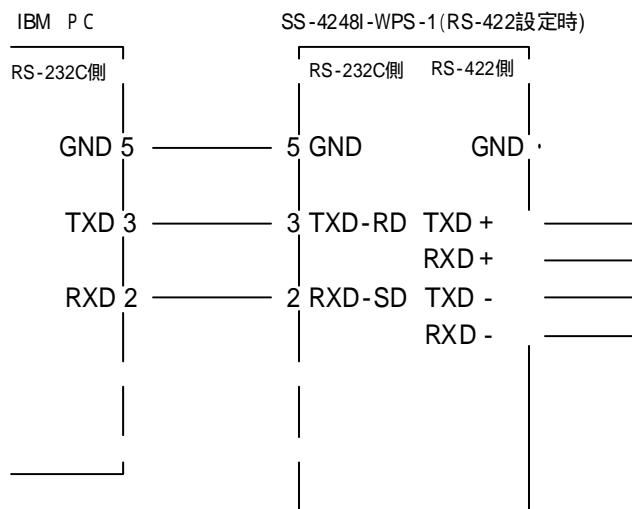 IBM PC SS-4248I-WPS-1(RS-422設定時)
RS-232C側 RS-232C側 RS-422側
GND 5 5 GND GND
TXD 3 3 TXD-RD TXD +
RXD +
RXD 2 2 RXD-SD TXD -
RXD -